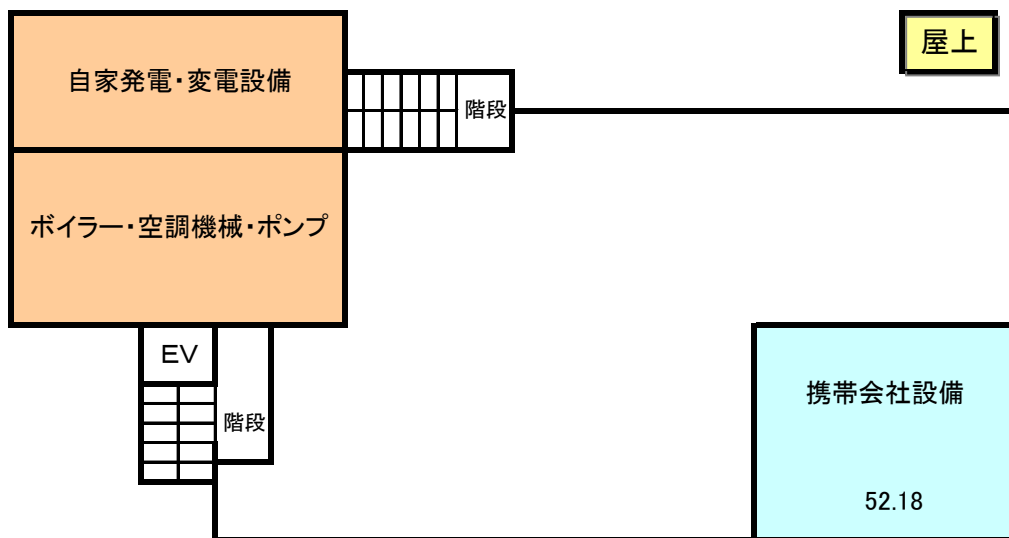 屋上
自家発電・変電設備
階段
ボイラー・空調機械・ポンプ
ＥＶ
階段
携帯会社設備
52.18